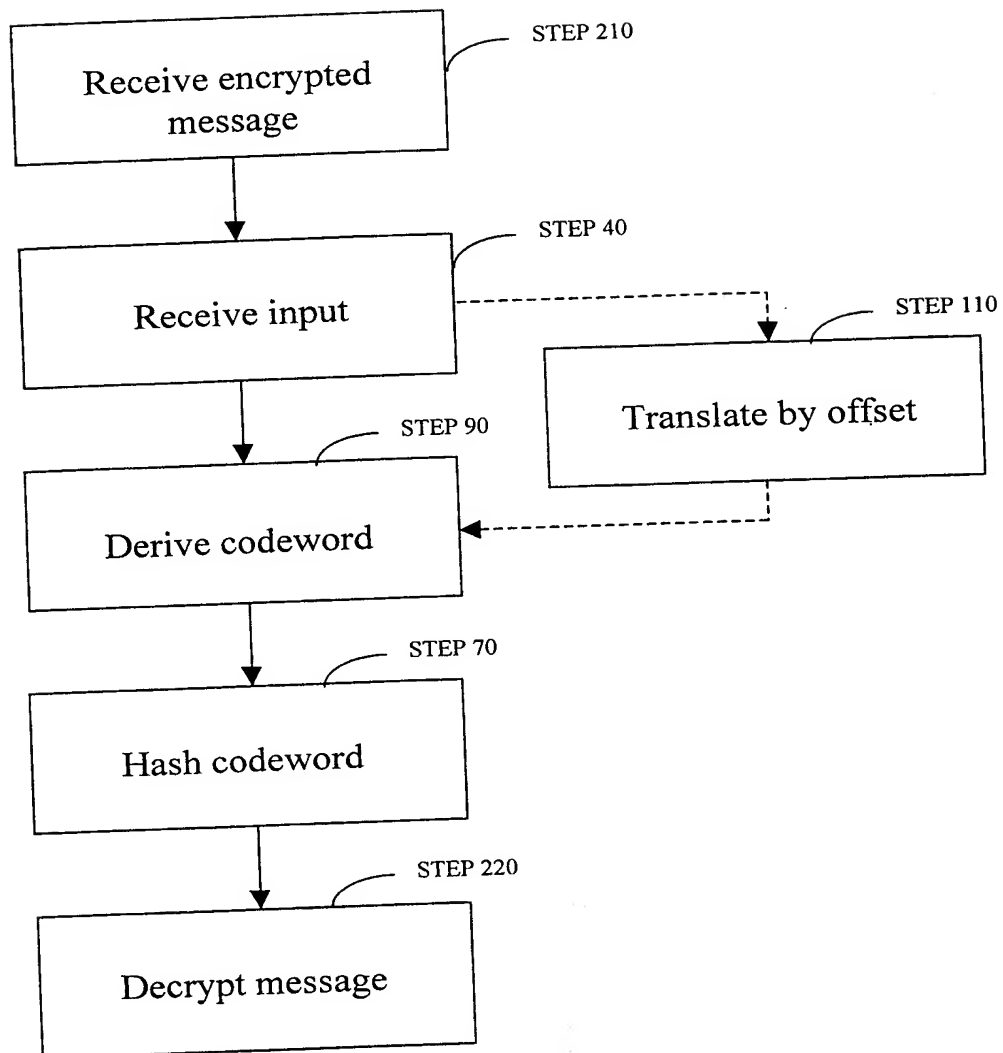 STEP 210
Receive encrypted
message
STEP 40
Receive input
STEP 110
Translate by offset
STEP 90
Derive codeword
STEP 70
Hash codeword
STEP 220
Decrypt message